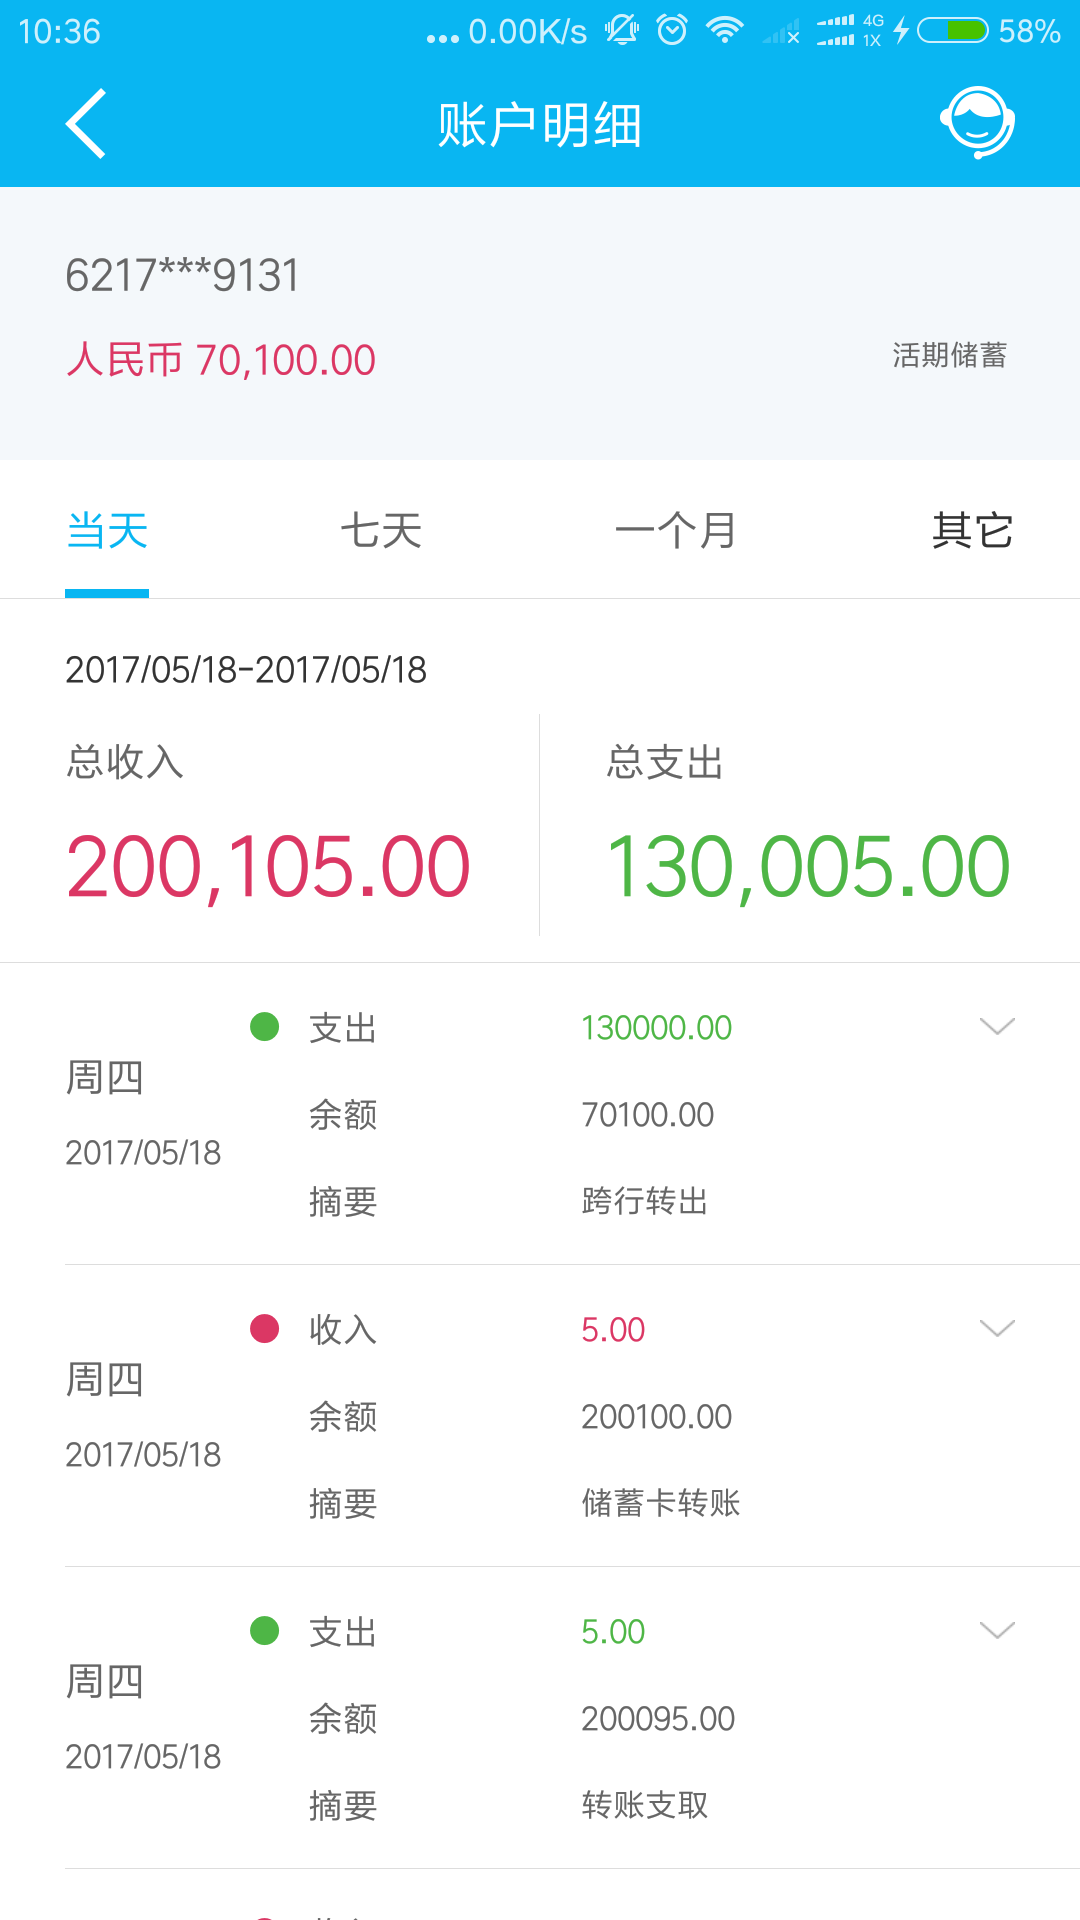 10:36 ... 0.00K/s 4G 1X 58%
账户明细
6217***9131
人民币 70,100.00 活期储蓄
当天 七天 一个月 其它
2017/05/18-2017/05/18
总收入 总支出
200,105.00 130,005.00
支出 130000.00
周四
余额 70100.00
2017/05/18
摘要 跨行转出
收入 5.00
周四
余额 200100.00
2017/05/18
摘要 储蓄卡转账
支出 5.00
周四
余额 200095.00
2017/05/18
摘要 转账支取